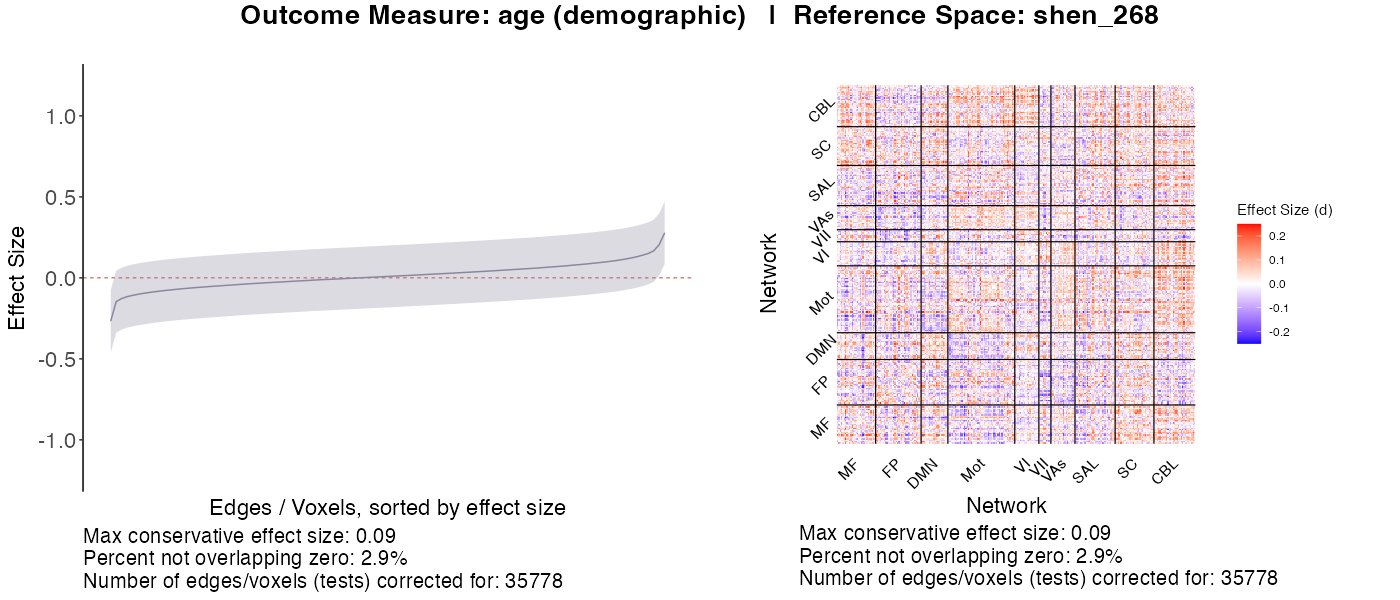 Outcome Measure: age (demographic) | Reference Space: shen_268
Effect Size
1.0
0.5
0.0
-0.5
-1.0
Edges / Voxels, sorted by effect size
Max conservative effect size: 0.09
Percent not overlapping zero: 2.9%
Number of edges/voxels (tests) corrected for: 35778
Network
CBL
SC
SAL
VAs
VII
VI
Mot
DMN
FP
MF
MF
FP
DMN
Mot
VI
VII
VAs
SAL
SC
CBL
Network
Effect Size (d)
0.2
0.1
0.0
-0.1
-0.2
Max conservative effect size: 0.09
Percent not overlapping zero: 2.9%
Number of edges/voxels (tests) corrected for: 35778